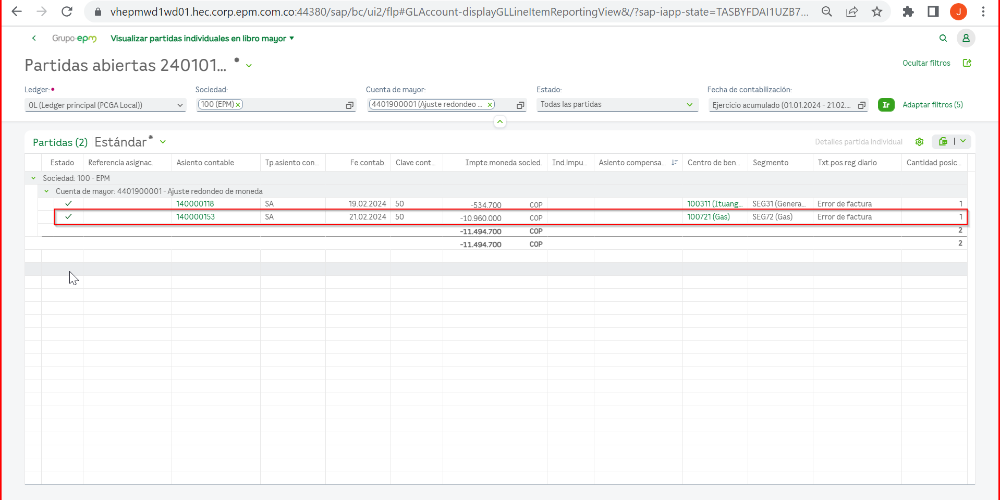 vhepmwd1wd01.hec.corp.epm.com.co:44380/sap/bc/ui2/flp#GLAccount-displayGLLineItemReportingView&/?sap-iapp-state=TASBYFDAI1UZB7... J
Grupo·epm Visualizar partidas individuales en libro mayor
Partidas abiertas 240101... *
Ocultar filtros
Ledger: Sociedad: Cuenta de mayor: Estado: Fecha de contabilización:
0L (Ledger principal (PCGA Local)) 100 (EPM) 4401900001 (Ajuste redondeo ... Todas las partidas Ejercicio acumulado (01.01.2024 - 21.02.... Ir Adaptar filtros (5)
Partidas (2) Estándar * Detalles partida individual
Estado Referencia asignac. Asiento contable Tp.asiento con... Fe.contab. Clave cont... Impte.moneda socied. Ind.impu... Asiento compensa... Centro de ben... Segmento Txt.pos.reg.diario Cantidad posic...
Sociedad: 100 - EPM
Cuenta de mayor: 4401900001 - Ajuste redondeo de moneda
140000118 SA 19.02.2024 50 -534.700 COP 100311 (Ituang... SEG31 (Genera... Error de factura 1
140000153 SA 21.02.2024 50 -10.960.000 COP 100721 (Gas) SEG72 (Gas) Error de factura 1
-11.494.700 COP 2
-11.494.700 COP 2